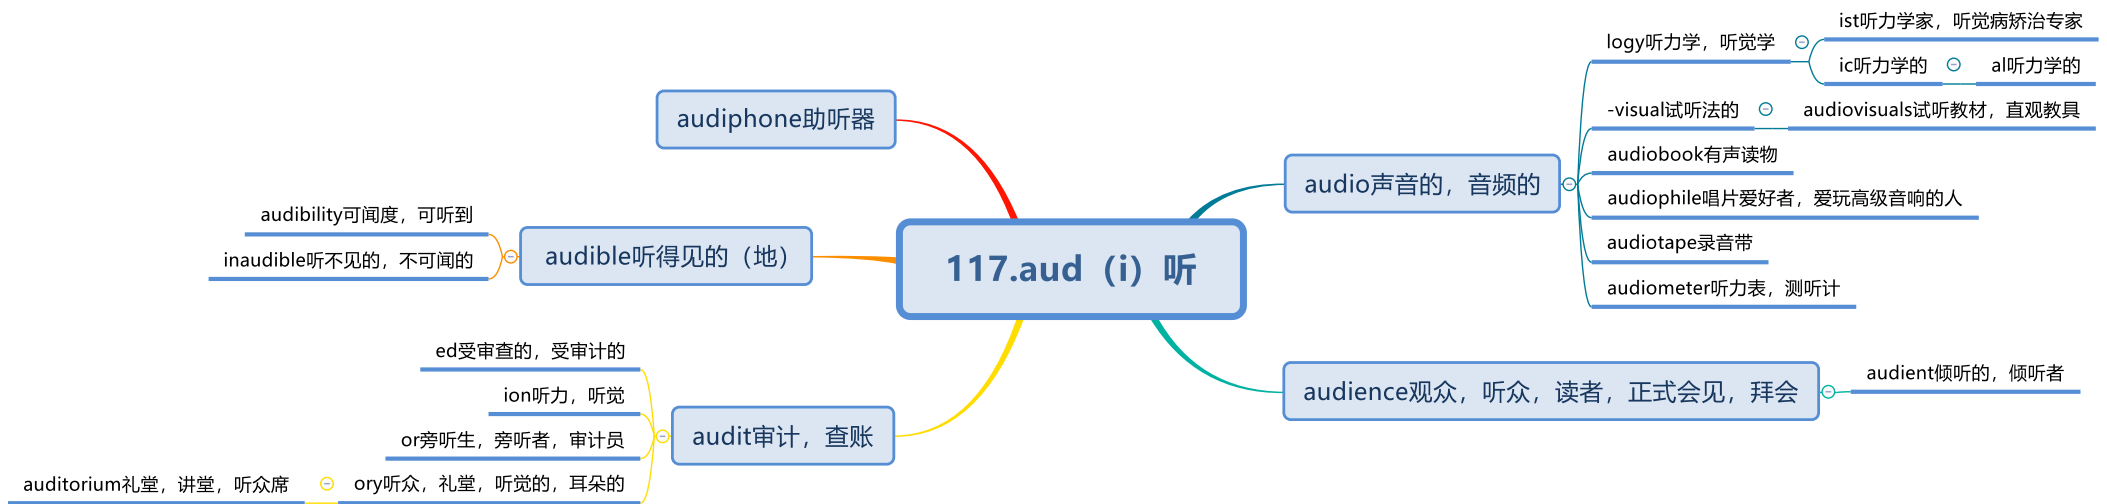 117.aud（i）听
audio声音的，音频的
logy听力学，听觉学
ist听力学家，听觉病矫治专家
ic听力学的
al听力学的
-visual试听法的
audiovisuals试听教材，直观教具
audiobook有声读物
audiophile唱片爱好者，爱玩高级音响的人
audiotape录音带
audiometer听力表，测听计
audience观众，听众，读者，正式会见，拜会
audient倾听的，倾听者
audiphone助听器
audible听得见的（地）
audibility可闻度，可听到
inaudible听不见的，不可闻的
audit审计，查账
ed受审查的，受审计的
ion听力，听觉
or旁听生，旁听者，审计员
ory听众，礼堂，听觉的，耳朵的
auditorium礼堂，讲堂，听众席